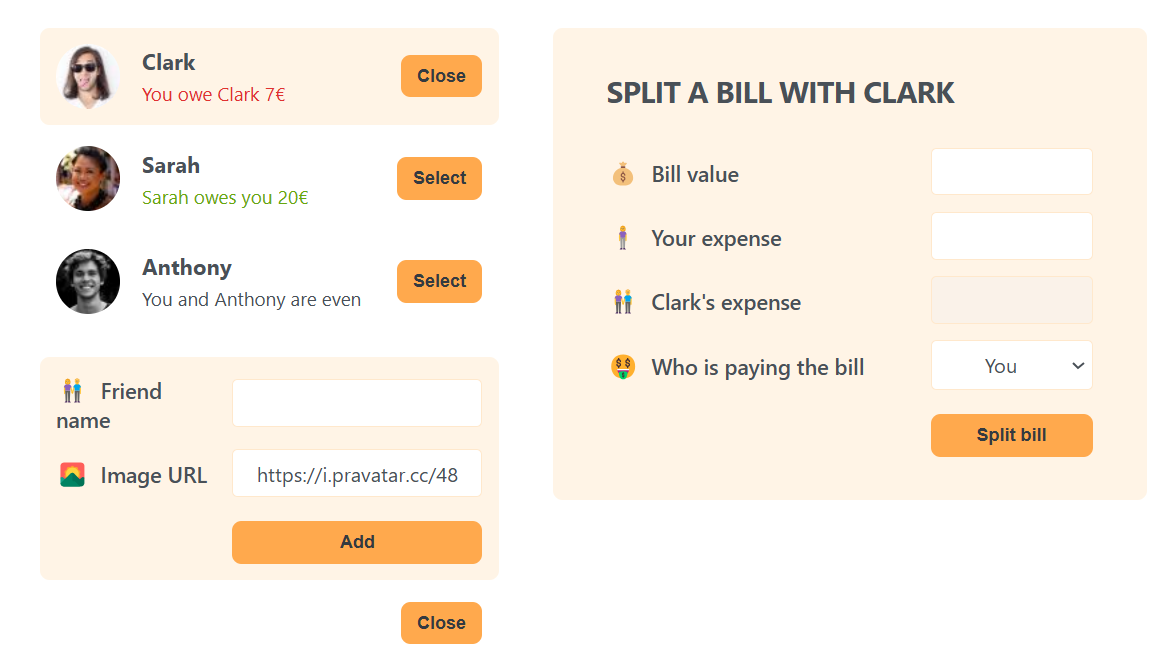 Clark
You owe Clark 7€
Close
Sarah
Sarah owes you 20€
Select
Anthony
You and Anthony are even
Select
Friend
name
Image URL
https://i.pravatar.cc/48
Add
Close
SPLIT A BILL WITH CLARK
Bill value
Your expense
Clark's expense
Who is paying the bill
You
Split bill